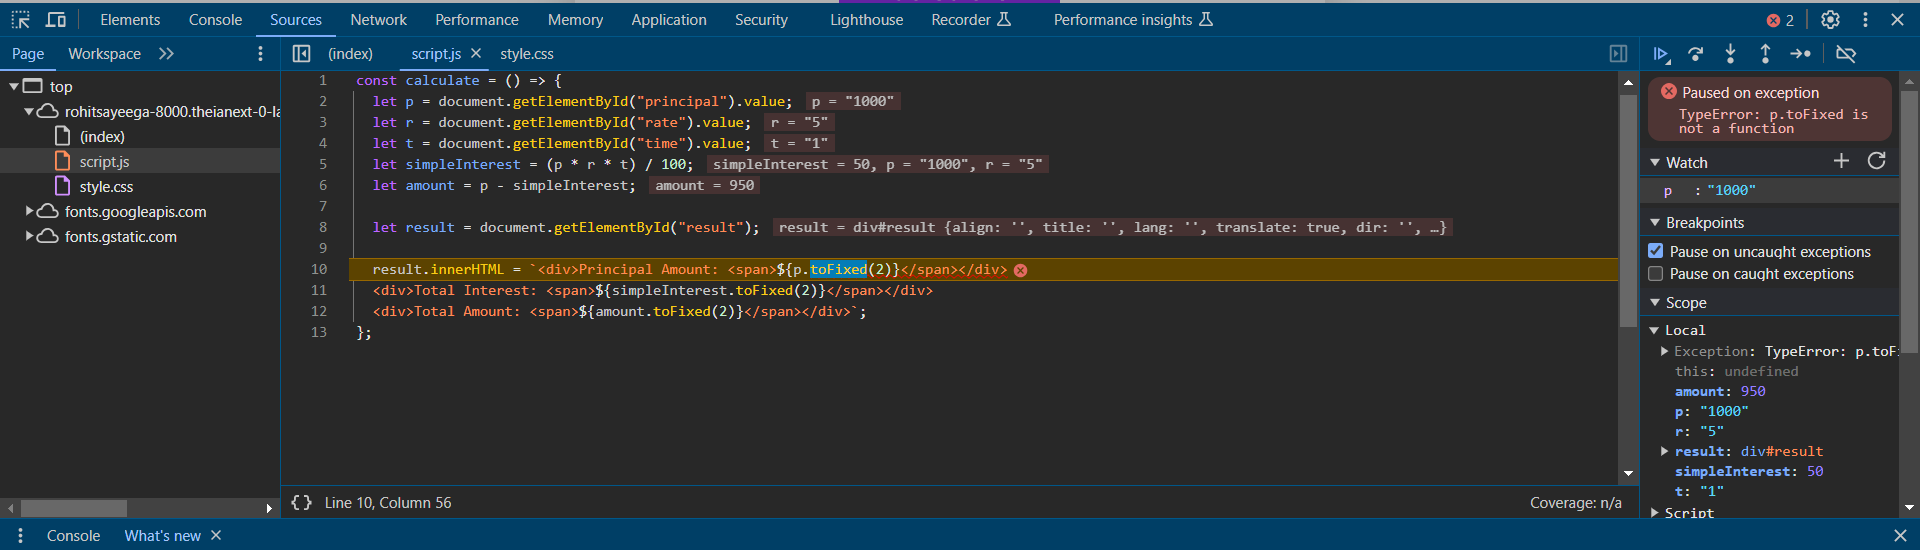 Elements Console Sources Network Performance Memory Application Security Lighthouse Recorder Performance insights 2
Page Workspace (index) script.js style.css
top
rohitsayeega-8000.theianext-0-la
(index)
script.js
style.css
fonts.googleapis.com
fonts.gstatic.com
1 const calculate = () => {
2 let p = document.getElementById("principal").value; p = "1000"
3 let r = document.getElementById("rate").value; r = "5"
4 let t = document.getElementById("time").value; t = "1"
5 let simpleInterest = (p * r * t) / 100; simpleInterest = 50, p = "1000", r = "5"
6 let amount = p - simpleInterest; amount = 950
7
8 let result = document.getElementById("result"); result = div#result {align: '', title: '', lang: '', translate: true, dir: '', …}
9
10 result.innerHTML = `<div>Principal Amount: <span>${p.toFixed(2)}</span></div>
11 <div>Total Interest: <span>${simpleInterest.toFixed(2)}</span></div>
12 <div>Total Amount: <span>${amount.toFixed(2)}</span></div>`;
13 };
{} Line 10, Column 56 Coverage: n/a
Paused on exception
TypeError: p.toFixed is
not a function
Watch
p : "1000"
Breakpoints
Pause on uncaught exceptions
Pause on caught exceptions
Scope
Local
Exception: TypeError: p.toFi
this: undefined
amount: 950
p: "1000"
r: "5"
result: div#result
simpleInterest: 50
t: "1"
Script
Console What's new